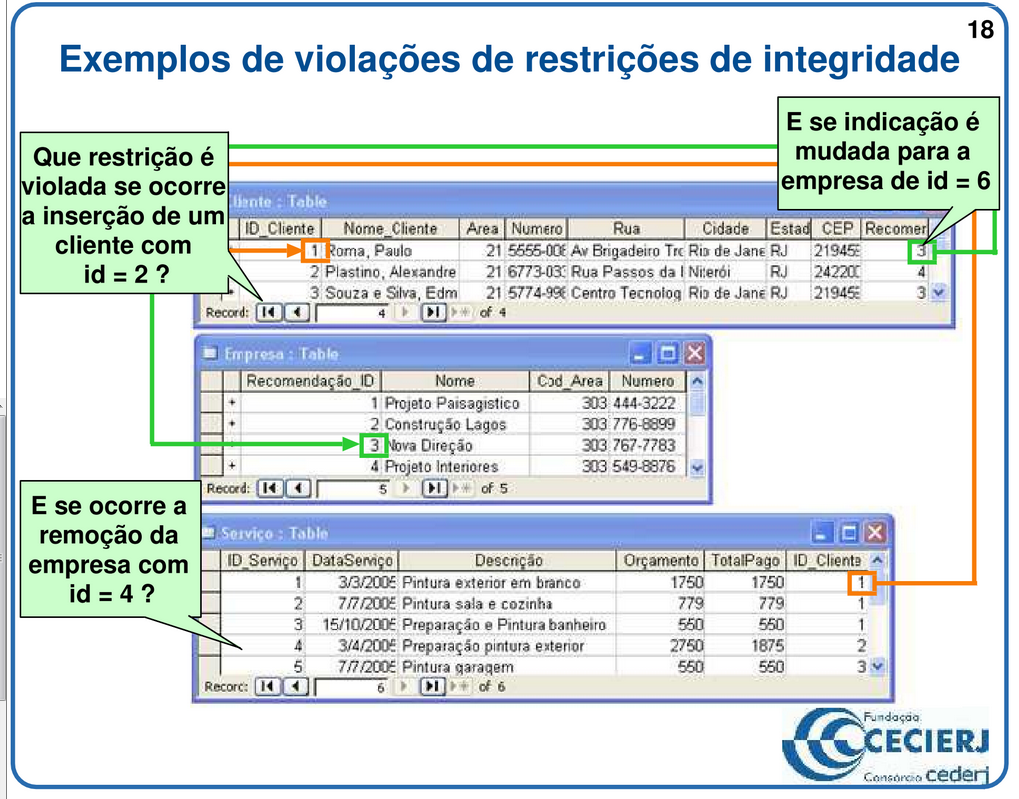 18
Exemplos de violações de restrições de integridade
E se indicação é
mudada para a
empresa de id = 6
Que restrição é
violada se ocorre
a inserção de um
cliente com
id = 2 ?
liente : Table
ID_Cliente Nome_Cliente Area Numero Rua Cidade Estad CEP Recomer
1 Roma, Paulo 21 5555-008 Av Brigadeiro Trc Rio de Jane RJ 21945 3
2 Plastino, Alexandre 21 6773-033 Rua Passos da I Niterói RJ 24220 4
3 Souza e Silva, Edm 21 5774-998 Centro Tecnolog Rio de Jane RJ 21945 3
Record: 4 of 4
Empresa : Table
Recomendação_ID Nome Cod_Area Numero
+ 1 Projeto Paisagistico 303 444-3222
+ 2 Construção Lagos 303 776-8899
3 Nova Direção 303 767-7783
+ 4 Projeto Interiores 303 549-8876
Record: 5 of 5
E se ocorre a
remoção da
empresa com
id = 4 ?
Serviço : Table
ID_Serviço DataServiço Descrição Orçamento TotalPago ID_Cliente
1 3/3/2005 Pintura exterior em branco 1750 1750 1
2 7/7/2005 Pintura sala e cozinha 779 779 1
3 15/10/2005 Preparação e Pintura banheiro 550 550 1
4 3/4/2005 Preparação pintura exterior 2750 1875 2
5 7/7/2005 Pintura garagem 550 550 3
Record: 6 of 6
Fundação
CECIERJ
Consórcio cederj